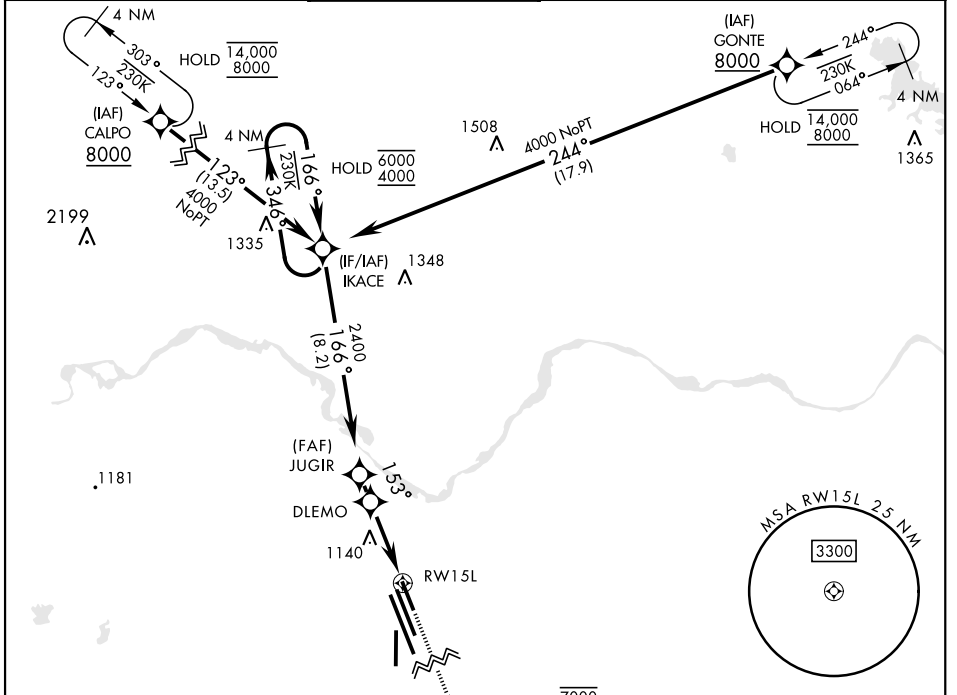 4 NM
303°
230K
123°
HOLD 14,000
8000
(IAF)
CALPO
8000
(IAF)
GONTE
8000
244°
230K
064°
4 NM
HOLD 14,000
8000
1365
1508
4000 NoPT
244°
(17.9)
4 NM
230K
166°
346°
HOLD 6000
4000
123°
(13.5)
4000
NoPT
2199
1335
(IF/IAF)
IKACE
1348
2400
166°
(8.2)
(FAF)
JUGIR
153°
DLEMO
1181
1140
RW15L
MSA RW15L 25 NM
3300